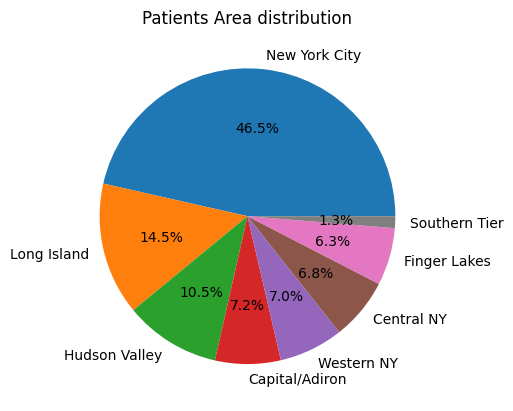 Patients Area distribution
New York City
46.5%
Long Island
14.5%
Hudson Valley
10.5%
Capital/Adiron
7.2%
Western NY
7.0%
Central NY
6.8%
Finger Lakes
6.3%
Southern Tier
1.3%